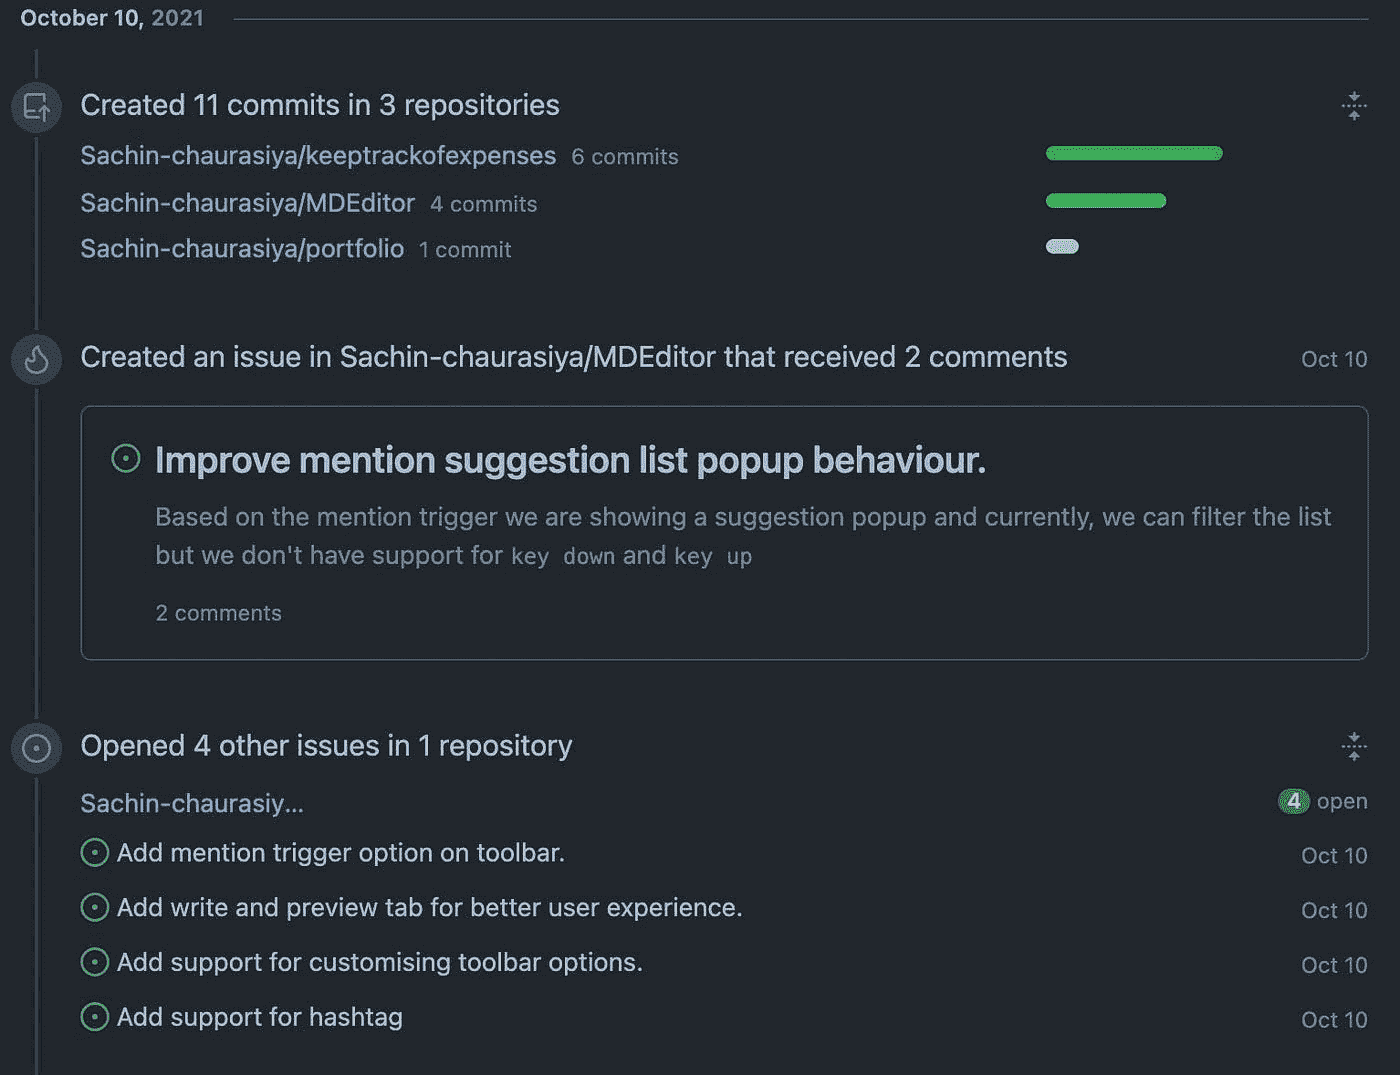 October 10, 2021
Created 11 commits in 3 repositories
Sachin-chaurasiya/keeptrackofexpenses 6 commits
Sachin-chaurasiya/MDEditor 4 commits
Sachin-chaurasiya/portfolio 1 commit
Created an issue in Sachin-chaurasiya/MDEditor that received 2 comments Oct 10
Improve mention suggestion list popup behaviour.
Based on the mention trigger we are showing a suggestion popup and currently, we can filter the list
but we don't have support for key down and key up
2 comments
Opened 4 other issues in 1 repository
Sachin-chaurasiy... 4 open
Add mention trigger option on toolbar. Oct 10
Add write and preview tab for better user experience. Oct 10
Add support for customising toolbar options. Oct 10
Add support for hashtag Oct 10